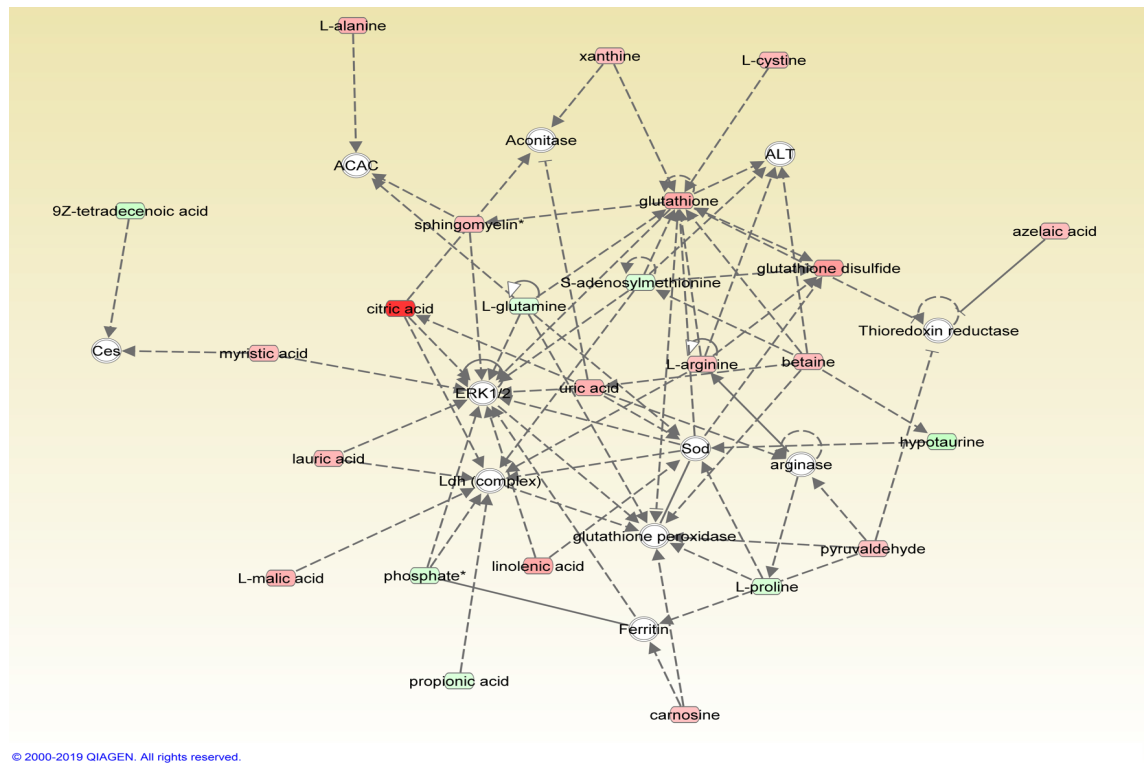 L-alanine
xanthine
L-cystine
Aconitase
ALT
ACAC
glutathione
9Z-tetradecenoic acid
sphingomyelin*
azelaic acid
glutathione disulfide
S-adenosylmethionine
L-glutamine
citric acid
Thioredoxin reductase
Ces
myristic acid
L-arginine
betaine
uric acid
ERK1/2
hypotaurine
Sod
lauric acid
arginase
Ldh (complex)
glutathione peroxidase
pyruvaldehyde
linolenic acid
L-malic acid
phosphate*
L-proline
Ferritin
propionic acid
carnosine
© 2000-2019 QIAGEN. All rights reserved.